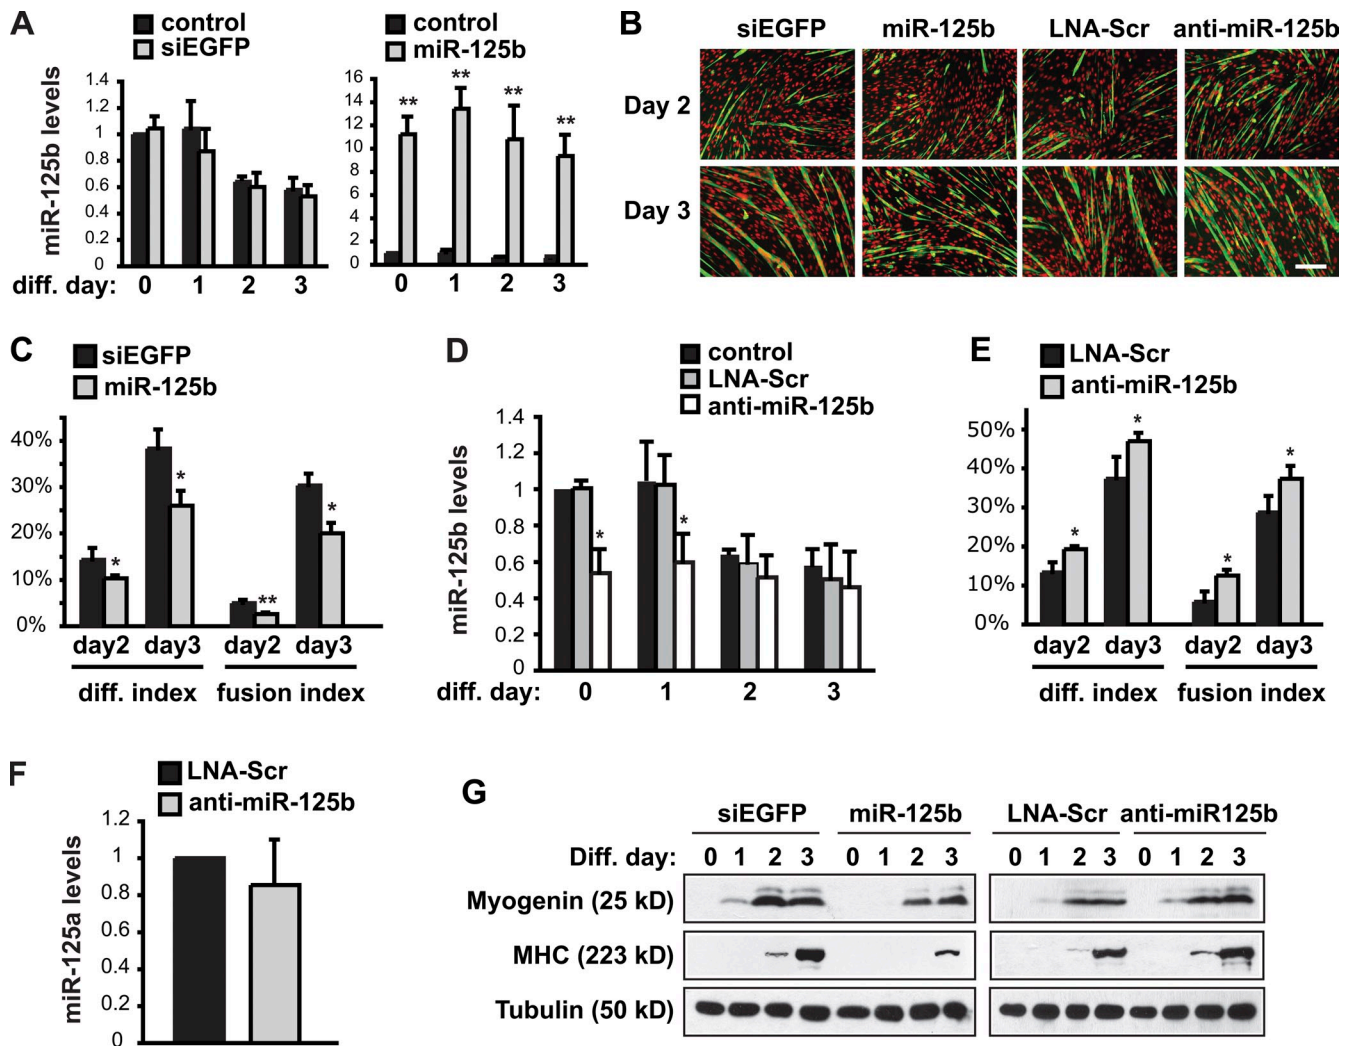 A
control
siEGFP
control
miR-125b
miR-125b levels
1.4
1.2
1
0.8
0.6
0.4
0.2
0
16
14
12
10
8
6
4
2
0
** ** ** **
diff. day: 0 1 2 3 0 1 2 3
B
siEGFP miR-125b LNA-Scr anti-miR-125b
Day 2
Day 3
C
siEGFP
miR-125b
40%
30%
20%
10%
0%
* * ** *
day2 day3 day2 day3
diff. index fusion index
D
control
LNA-Scr
anti-miR-125b
miR-125b levels
1.4
1.2
1
0.8
0.6
0.4
0.2
0
* *
diff. day: 0 1 2 3
E
LNA-Scr
anti-miR-125b
50%
40%
30%
20%
10%
0%
* * * *
day2 day3 day2 day3
diff. index fusion index
F
LNA-Scr
anti-miR-125b
miR-125a levels
1.2
1
0.8
0.6
0.4
0.2
0
G
siEGFP miR-125b LNA-Scr anti-miR125b
Diff. day: 0 1 2 3 0 1 2 3 0 1 2 3 0 1 2 3
Myogenin (25 kD)
MHC (223 kD)
Tubulin (50 kD)